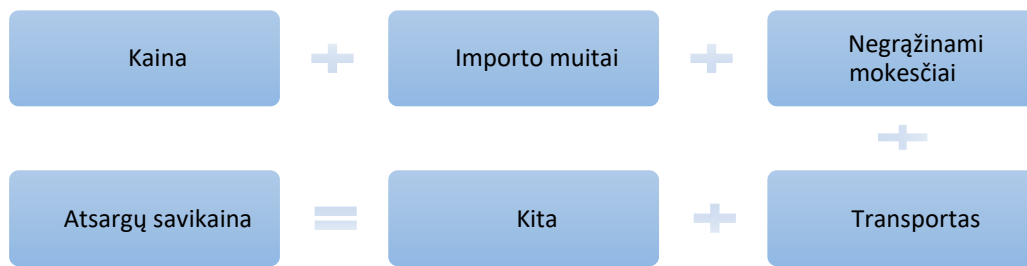 Kaina
+
Importo muitai
+
Negrąžinami
mokesčiai
+
Atsargų savikaina
=
Kita
+
Transportas